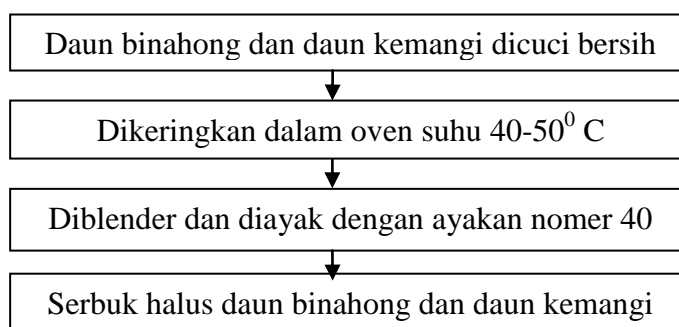 Daun binahong dan daun kemangi dicuci bersih
Dikeringkan dalam oven suhu 40-50⁰ C
Diblender dan diayak dengan ayakan nomer 40
Serbuk halus daun binahong dan daun kemangi